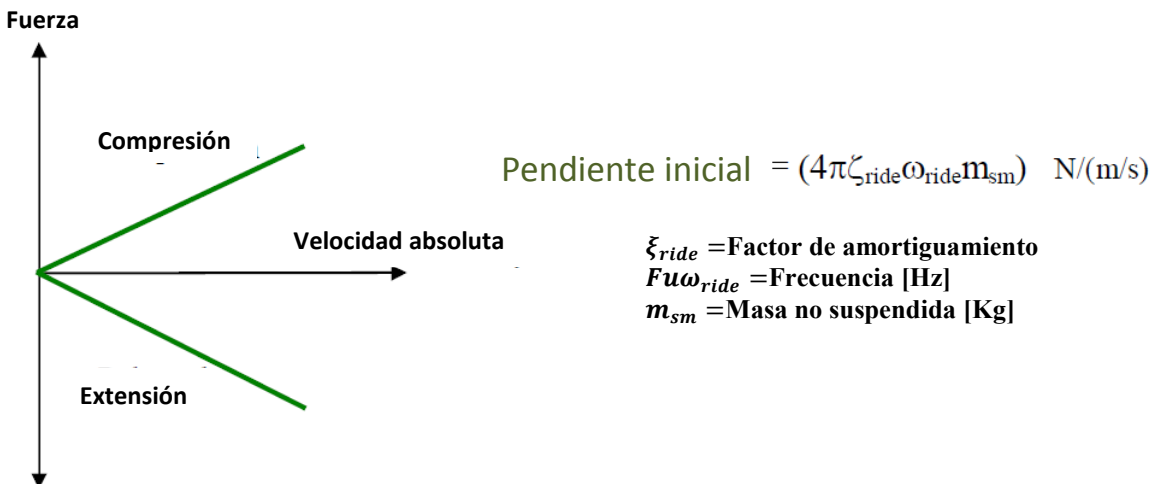 Fuerza
Compresión
Pendiente inicial = (4πζrideωridemsm) N/(m/s)
Velocidad absoluta
ξride =Factor de amortiguamiento
Fuωride =Frecuencia [Hz]
msm =Masa no suspendida [Kg]
Extensión